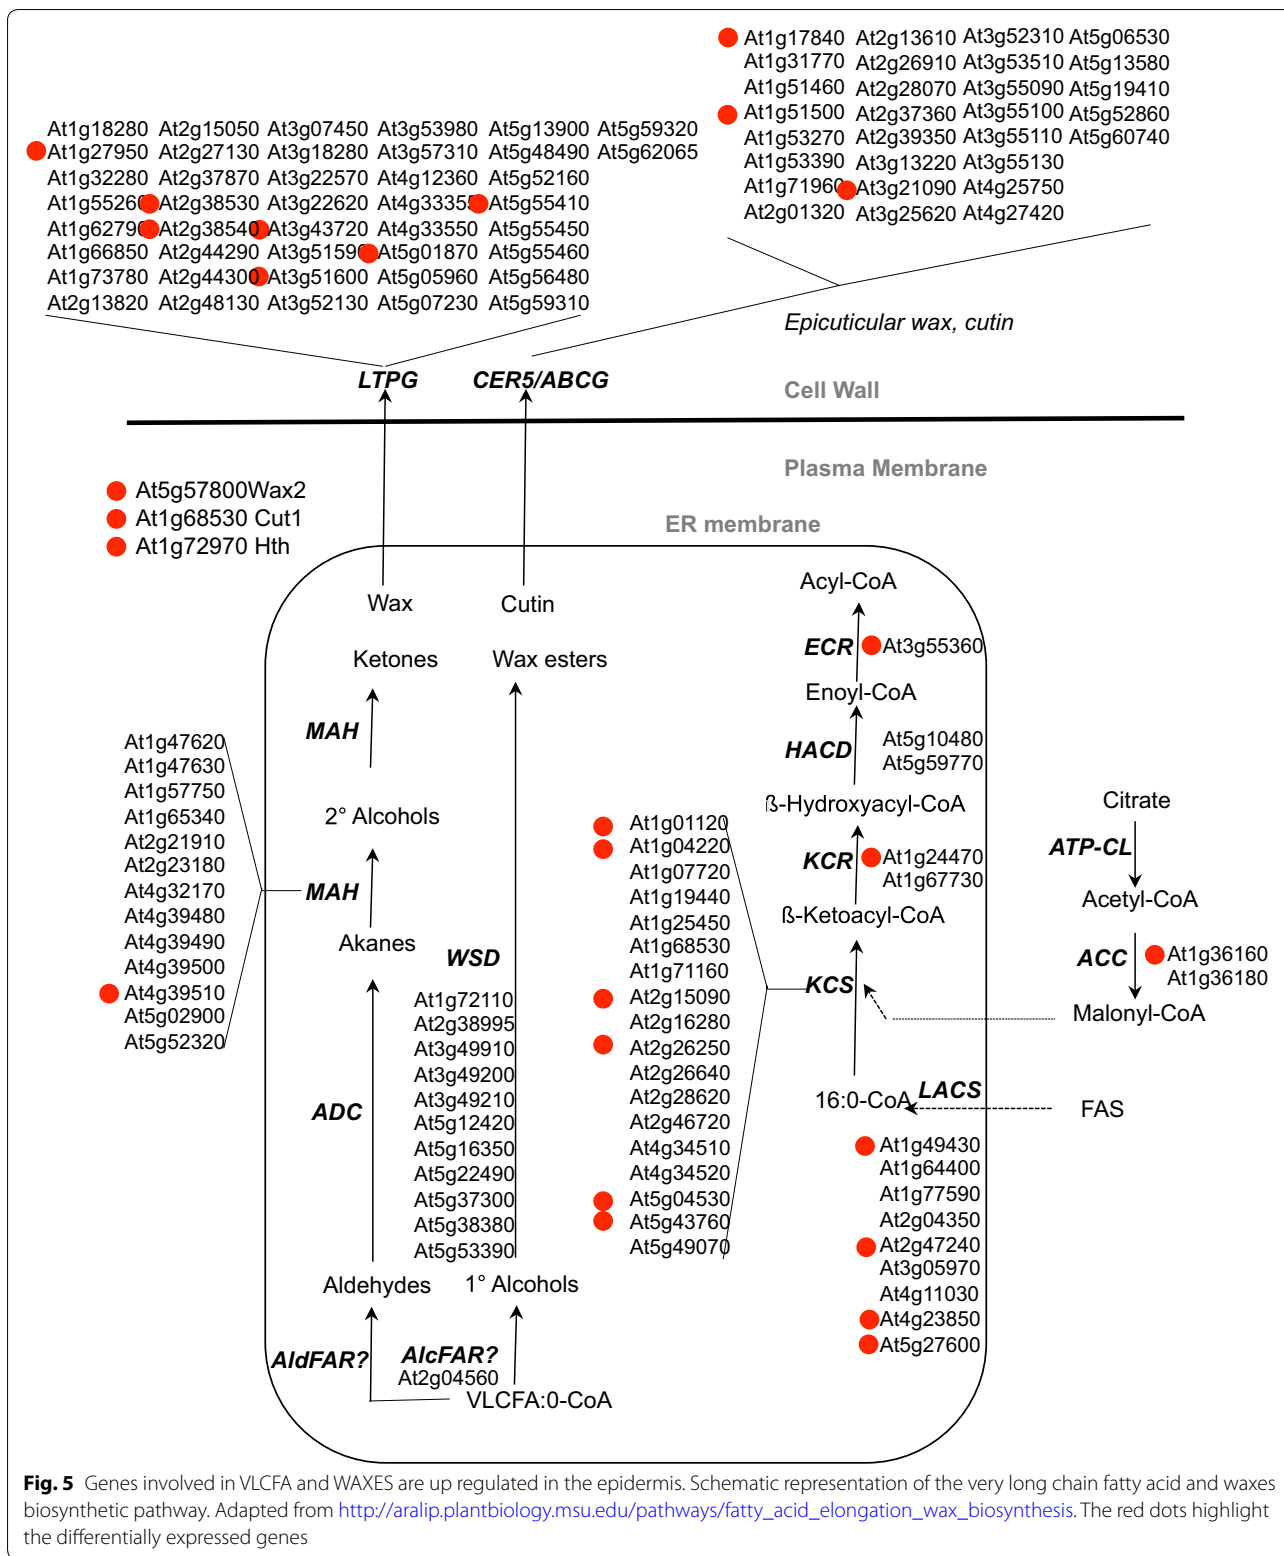 At1g17840 At2g13610 At3g52310 At5g06530
At1g31770 At2g26910 At3g53510 At5g13580
At1g51460 At2g28070 At3g55090 At5g19410
At1g51500 At2g37360 At3g55100 At5g52860
At1g53270 At2g39350 At3g55110 At5g60740
At1g53390 At3g13220 At3g55130
At1g71960 At3g21090 At4g25750
At2g01320 At3g25620 At4g27420
At1g18280 At2g15050 At3g07450 At3g53980 At5g13900 At5g59320
At1g27950 At2g27130 At3g18280 At3g57310 At5g48490 At5g62065
At1g32280 At2g37870 At3g22570 At4g12360 At5g52160
At1g55260 At2g38530 At3g22620 At4g33355 At5g55410
At1g62790 At2g38540 At3g43720 At4g33550 At5g55450
At1g66850 At2g44290 At3g51590 At5g01870 At5g55460
At1g73780 At2g44300 At3g51600 At5g05960 At5g56480
At2g13820 At2g48130 At3g52130 At5g07230 At5g59310
Epicuticular wax, cutin
LTPG CER5/ABCG
Cell Wall
Plasma Membrane
At5g57800Wax2
At1g68530 Cut1
At1g72970 Hth
ER membrane
Wax Cutin
Ketones Wax esters
MAH
2° Alcohols
MAH
Akanes
ADC
Aldehydes
AldFAR?
At1g47620
At1g47630
At1g57750
At1g65340
At2g21910
At2g23180
At4g32170
At4g39480
At4g39490
At4g39500
At4g39510
At5g02900
At5g52320
WSD
At1g72110
At2g38995
At3g49910
At3g49200
At3g49210
At5g12420
At5g16350
At5g22490
At5g37300
At5g38380
At5g53390
1° Alcohols
AlcFAR?
At2g04560
VLCFA:0-CoA
At1g01120
At1g04220
At1g07720
At1g19440
At1g25450
At1g68530
At1g71160
At2g15090
At2g16280
At2g26250
At2g26640
At2g28620
At2g46720
At4g34510
At4g34520
At5g04530
At5g43760
At5g49070
Acyl-CoA
ECR At3g55360
Enoyl-CoA
HACD At5g10480
At5g59770
ß-Hydroxyacyl-CoA
KCR At1g24470
At1g67730
ß-Ketoacyl-CoA
KCS
16:0-CoA LACS
At1g49430
At1g64400
At1g77590
At2g04350
At2g47240
At3g05970
At4g11030
At4g23850
At5g27600
Citrate
ATP-CL
Acetyl-CoA
ACC At1g36160
At1g36180
Malonyl-CoA
FAS
Fig. 5 Genes involved in VLCFA and WAXES are up regulated in the epidermis. Schematic representation of the very long chain fatty acid and waxes
biosynthetic pathway. Adapted from http://aralip.plantbiology.msu.edu/pathways/fatty_acid_elongation_wax_biosynthesis. The red dots highlight
the differentially expressed genes